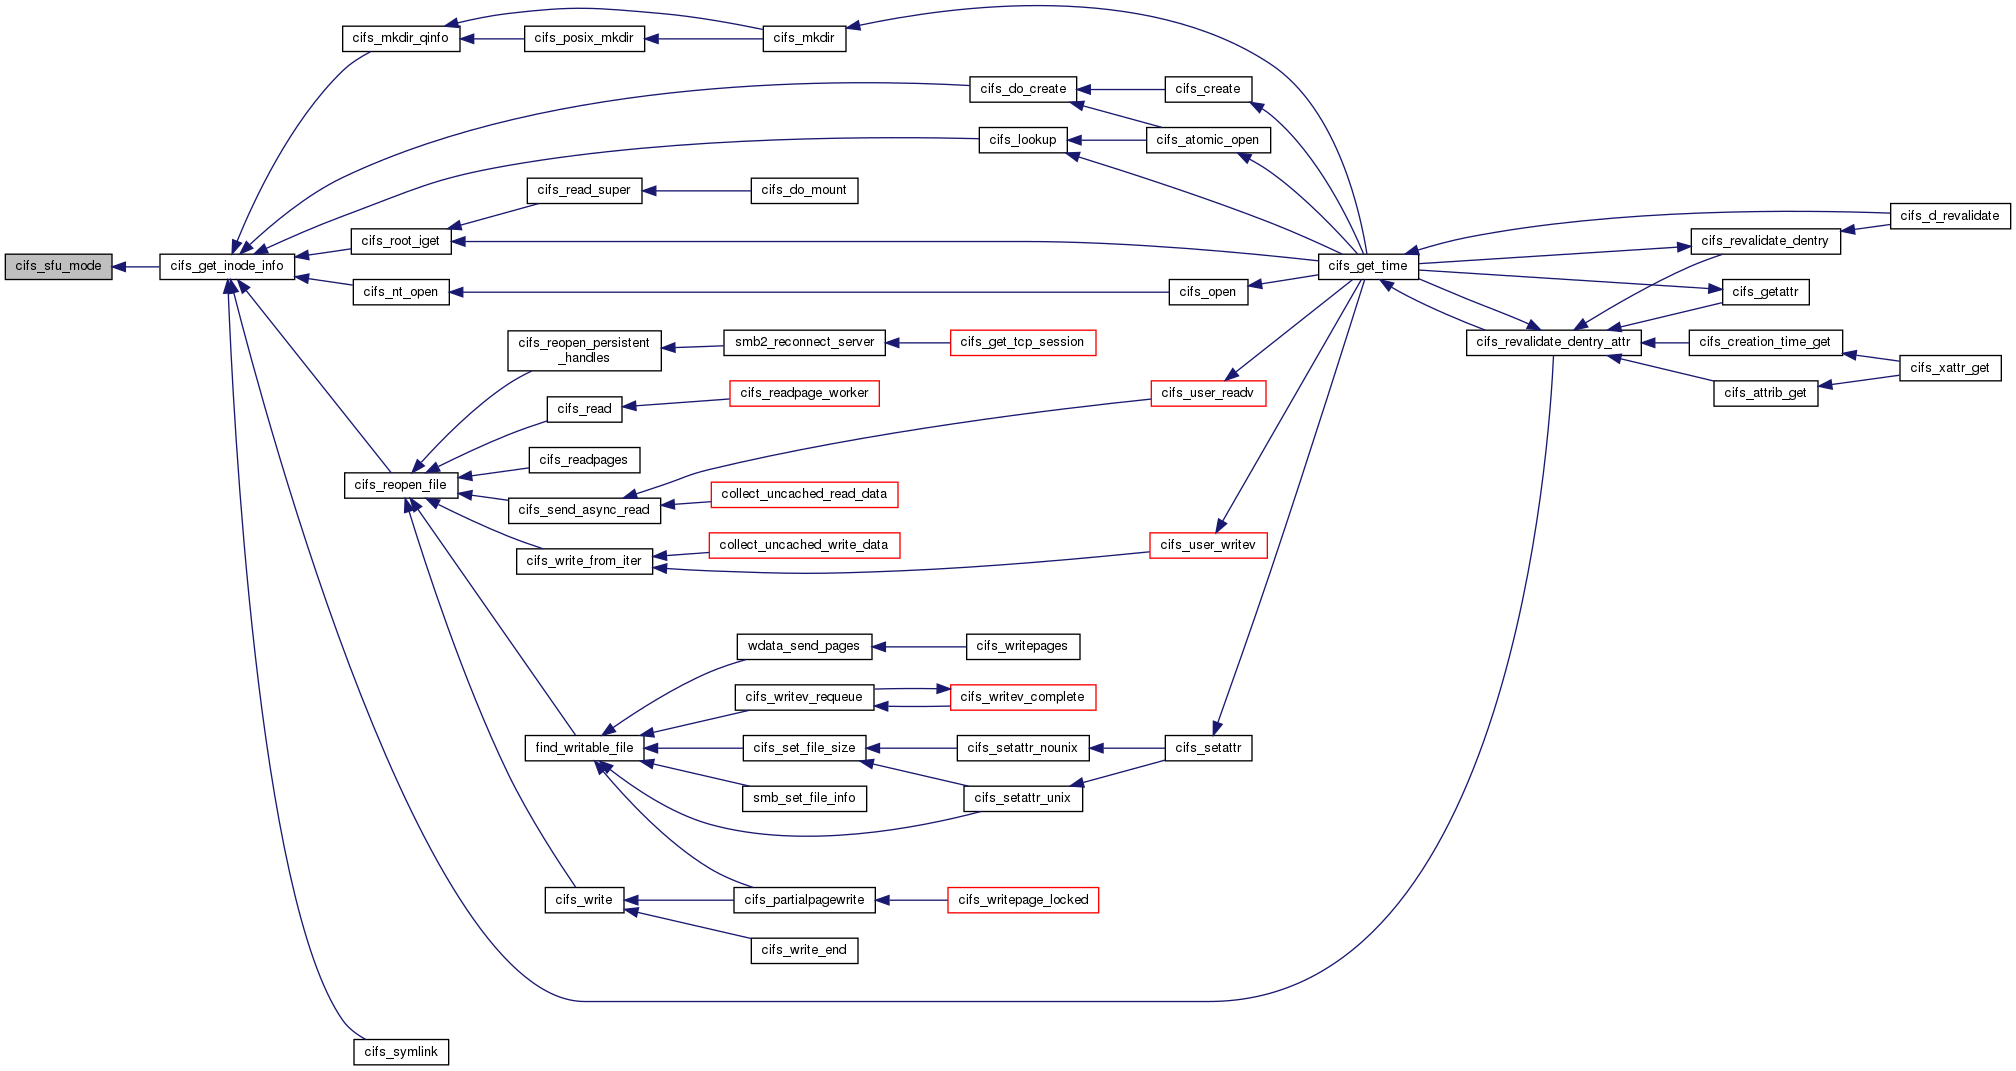 cifs_mkdir_qinfo
cifs_posix_mkdir
cifs_mkdir
cifs_do_create
cifs_create
cifs_lookup
cifs_atomic_open
cifs_read_super
cifs_do_mount
cifs_d_revalidate
cifs_root_iget
cifs_revalidate_dentry
cifs_sfu_mode
cifs_get_inode_info
cifs_get_time
cifs_nt_open
cifs_open
cifs_getattr
cifs_reopen_persistent
_handles
smb2_reconnect_server
cifs_get_tcp_session
cifs_revalidate_dentry_attr
cifs_creation_time_get
cifs_xattr_get
cifs_readpage_worker
cifs_user_readv
cifs_attrib_get
cifs_read
cifs_readpages
cifs_reopen_file
collect_uncached_read_data
cifs_send_async_read
collect_uncached_write_data
cifs_user_writev
cifs_write_from_iter
wdata_send_pages
cifs_writepages
cifs_writev_requeue
cifs_writev_complete
find_writable_file
cifs_set_file_size
cifs_setattr_nounix
cifs_setattr
smb_set_file_info
cifs_setattr_unix
cifs_write
cifs_partialpagewrite
cifs_writepage_locked
cifs_write_end
cifs_symlink